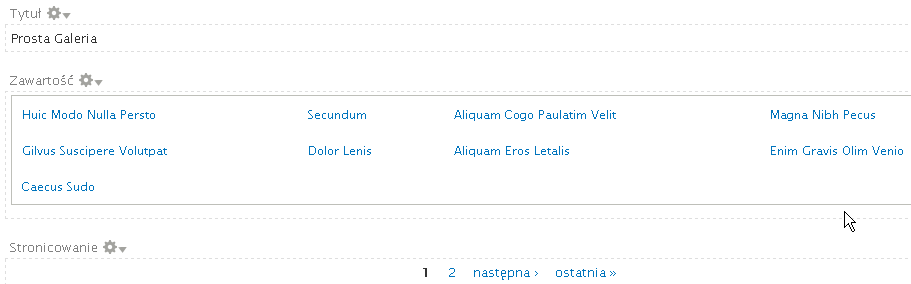 Tytuł
Prosta Galeria
Zawartość
Huic Modo Nulla Persto Secundum Aliquam Cogo Paulatim Velit Magna Nibh Pecus
Gilvus Suscipere Volutpat Dolor Lenis Aliquam Eros Letalis Enim Gravis Olim Venio
Caecus Sudo
Stronicowanie
1 2 następna › ostatnia »